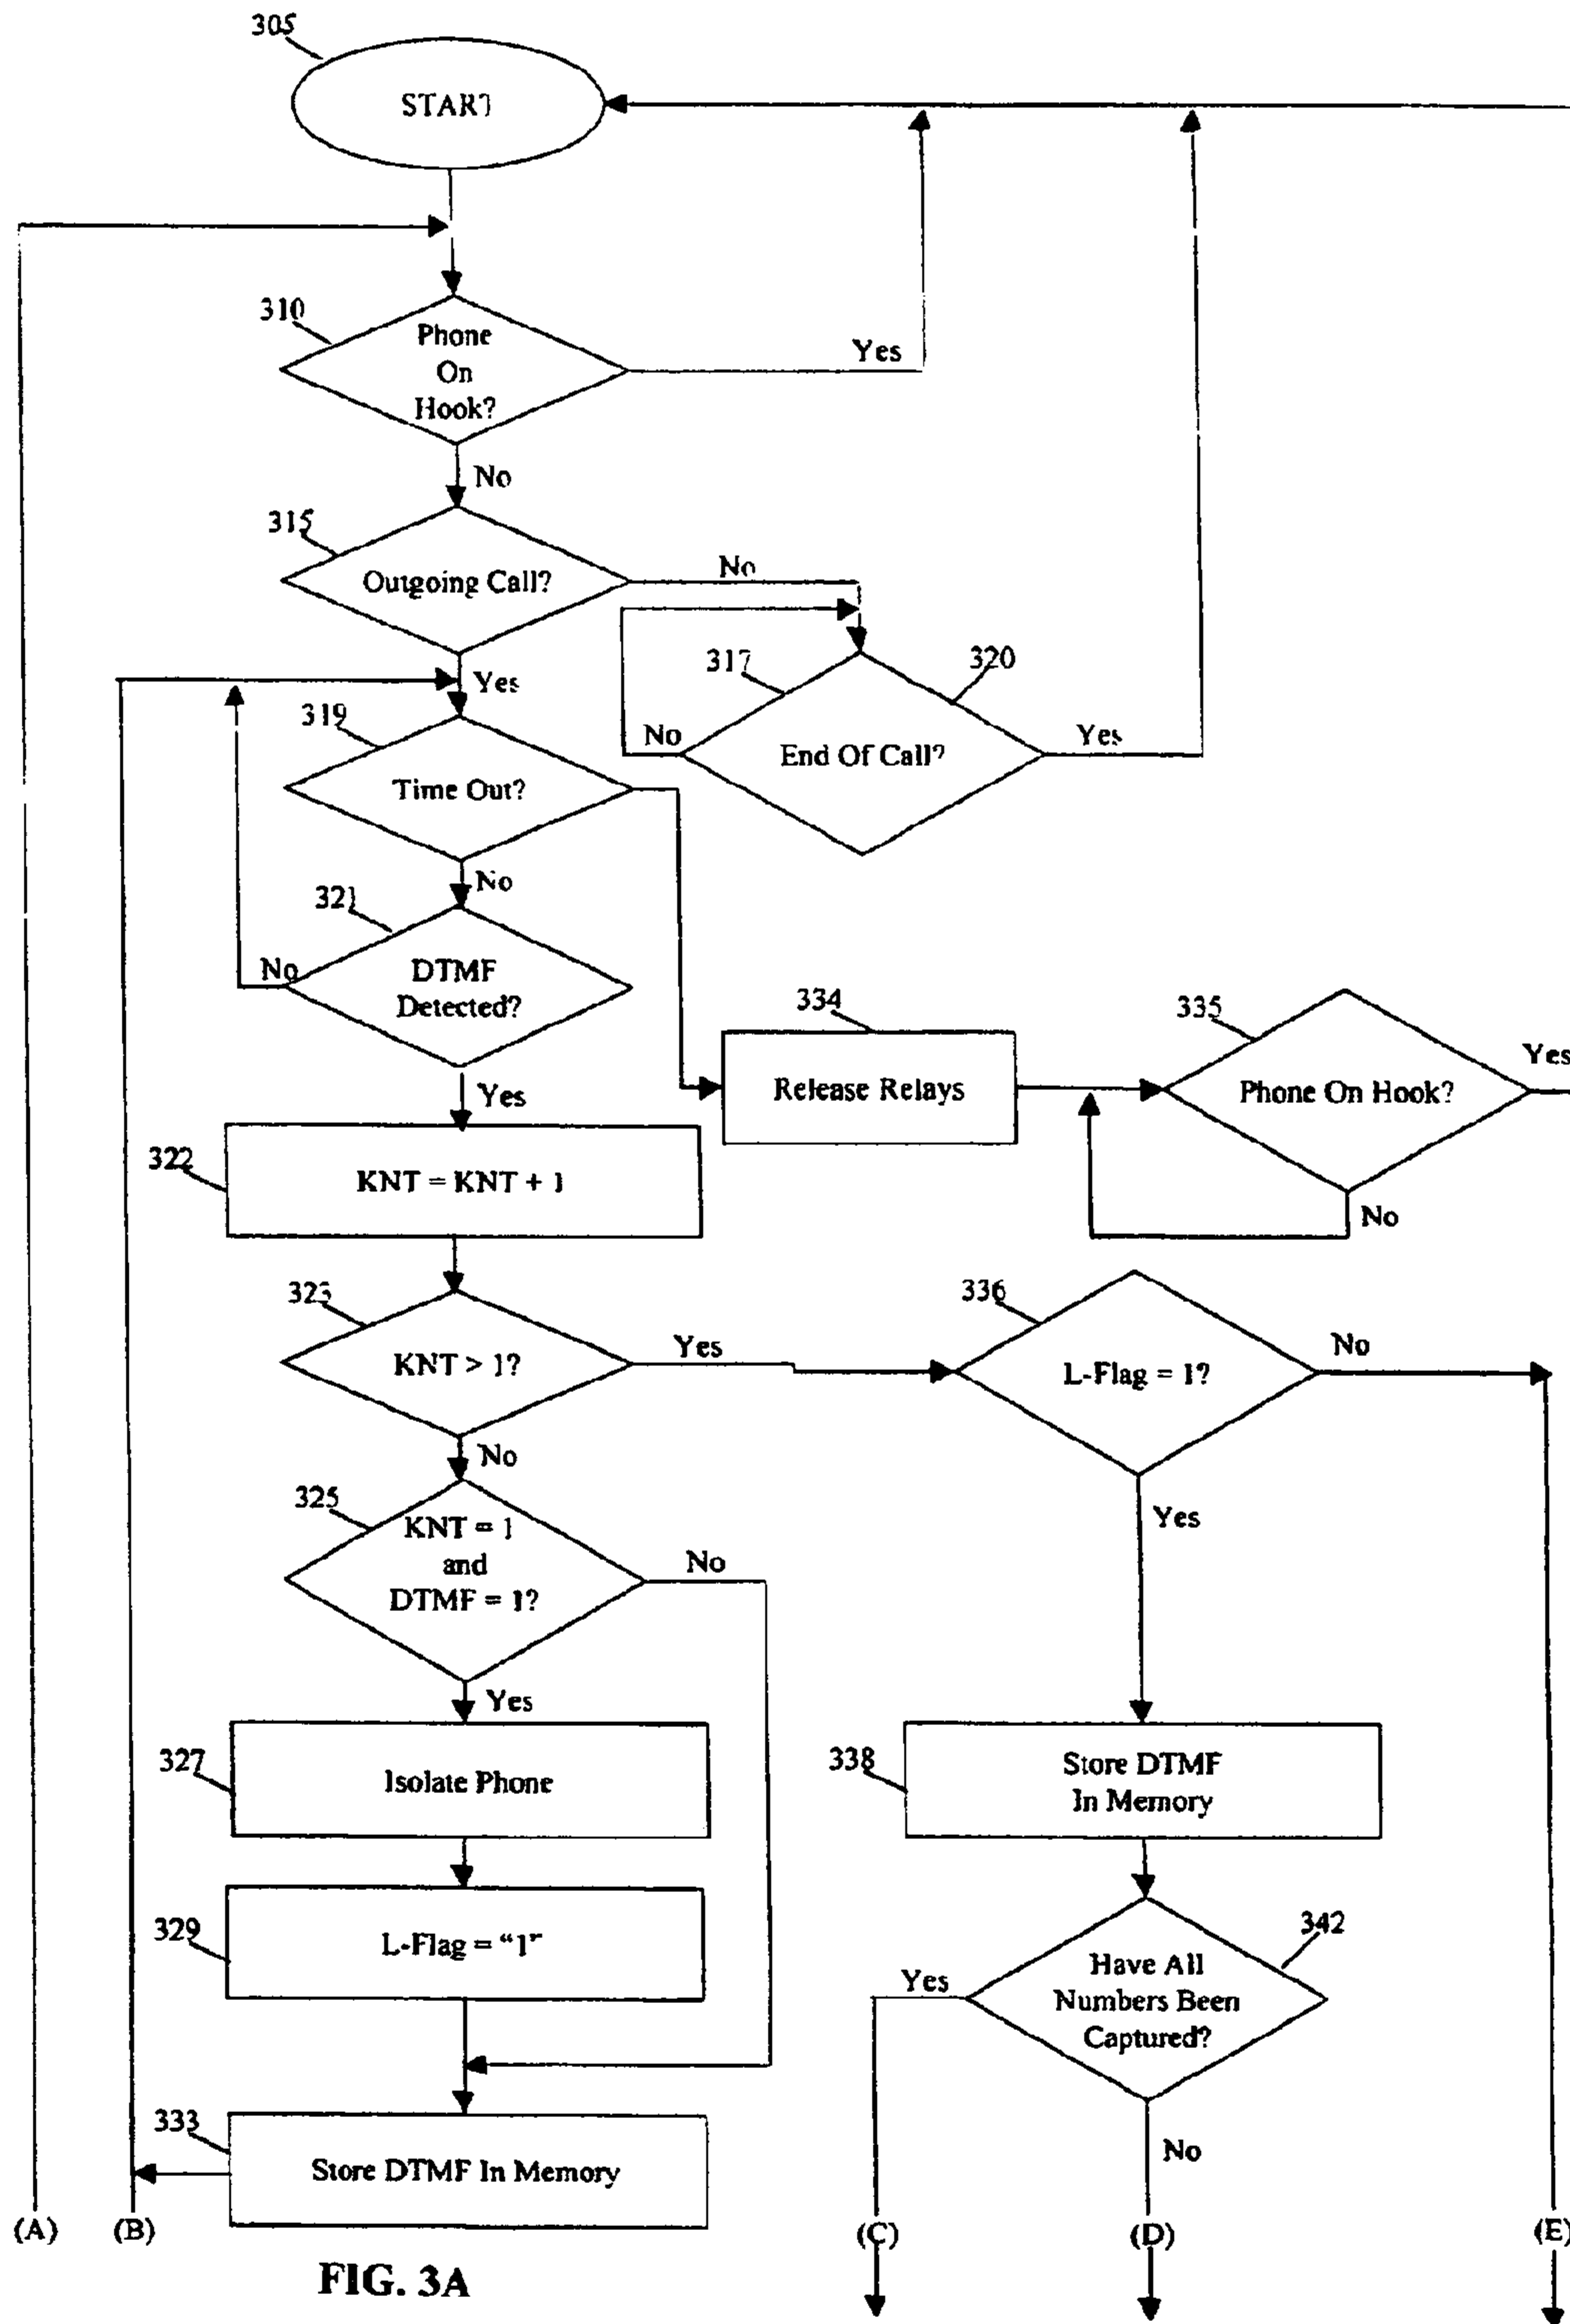 305
START
310
Phone
On
Hook?
Yes
No
315
Outgoing Call?
No
Yes
317
320
End Of Call?
No
Yes
319
Time Out?
No
321
DTMF
Detected?
No
Yes
334
Release Relays
335
Phone On Hook?
Yes
No
322
KNT = KNT + 1
323
KNT > 1?
Yes
No
336
L-Flag = 1?
No
Yes
325
KNT = 1
and
DTMF = 1?
No
Yes
327
Isolate Phone
338
Store DTMF
In Memory
329
L-Flag = "1"
342
Have All
Numbers Been
Captured?
Yes
No
333
Store DTMF In Memory
(A)
(B)
(C)
(D)
(E)
FIG. 3A